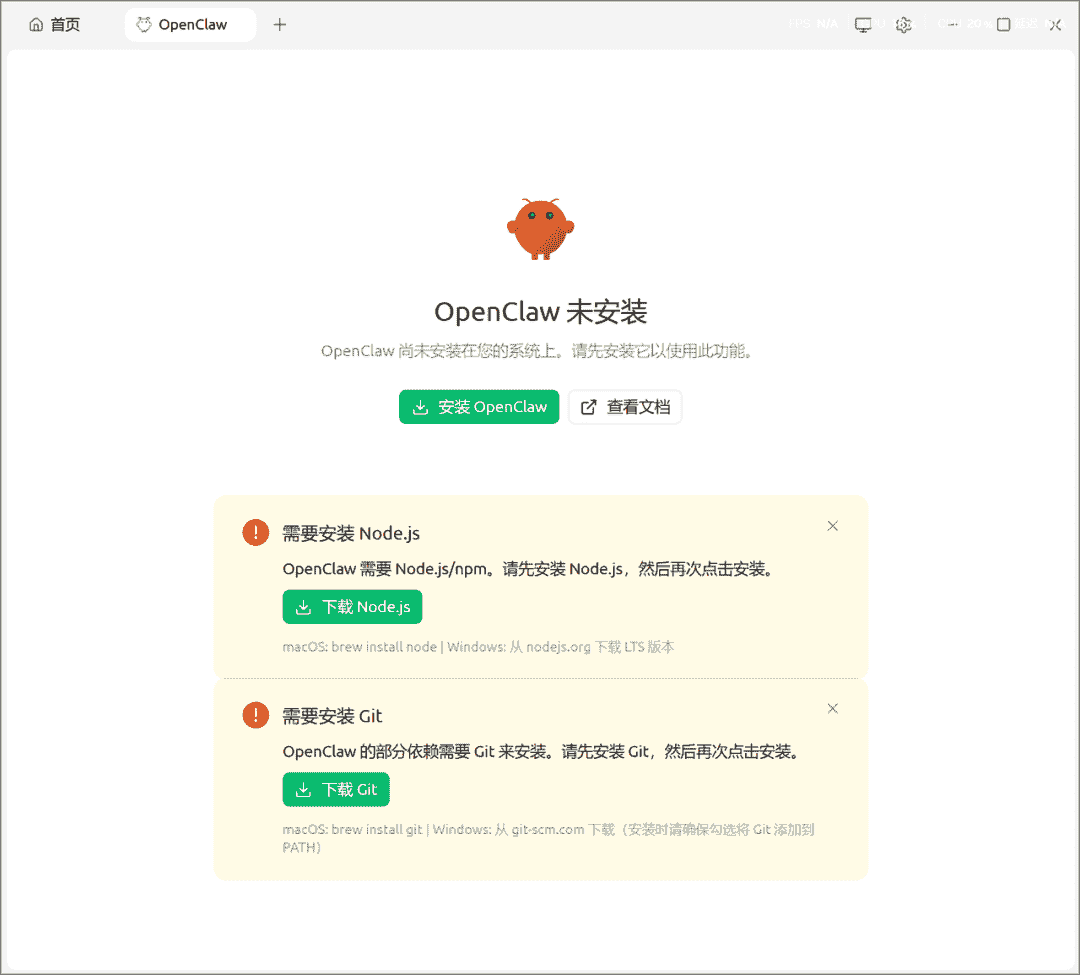 首页
OpenClaw
FPS N/A
20
OpenClaw 未安装
OpenClaw 尚未安装在您的系统上。请先安装它以使用此功能。
安装 OpenClaw
查看文档
需要安装 Node.js
OpenClaw 需要 Node.js/npm。请先安装 Node.js，然后再次点击安装。
下载 Node.js
macOS: brew install node | Windows: 从 nodejs.org 下载 LTS 版本
需要安装 Git
OpenClaw 的部分依赖需要 Git 来安装。请先安装 Git，然后再次点击安装。
下载 Git
macOS: brew install git | Windows: 从 git-scm.com 下载（安装时请确保勾选将 Git 添加到
PATH）